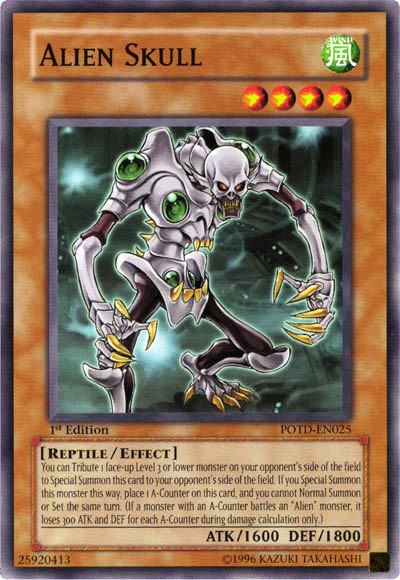 ALIEN SKULL
WIND
風
1st Edition
POTD-EN025
[REPTILE / EFFECT]
You can Tribute 1 face-up Level 3 or lower monster on your opponent's side of the field
to Special Summon this card to your opponent's side of the field. If you Special Summon
this monster this way, place 1 A-Counter on this card, and you cannot Normal Summon
or Set the same turn. (If a monster with an A-Counter battles an "Alien" monster, it
loses 300 ATK and DEF for each A-Counter during damage calculation only.)
ATK/1600 DEF/1800
25920413
©1996 KAZUKI TAKAHASHI